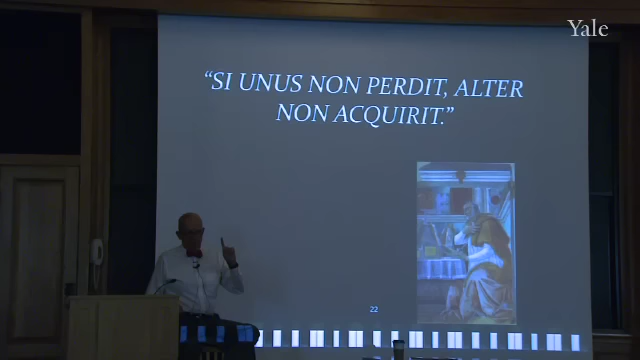 Yale
“SI UNUS NON PERDIT, ALTER
NON ACQUIRIT.”
22